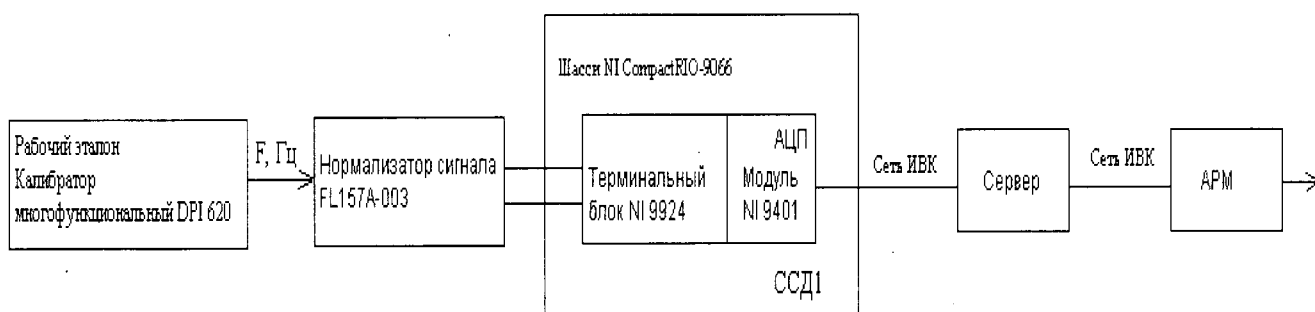 Шасси NI CompactRIO-9066
Рабочий эталон
Калибратор
многофункциональный DPI 620
F, Гц
Нормализатор сигнала
FL157A-003
Терминальный
блок NI 9924
АЦП
Модуль
NI 9401
ССД1
Сеть ИВК
Сервер
Сеть ИВК
АРМ